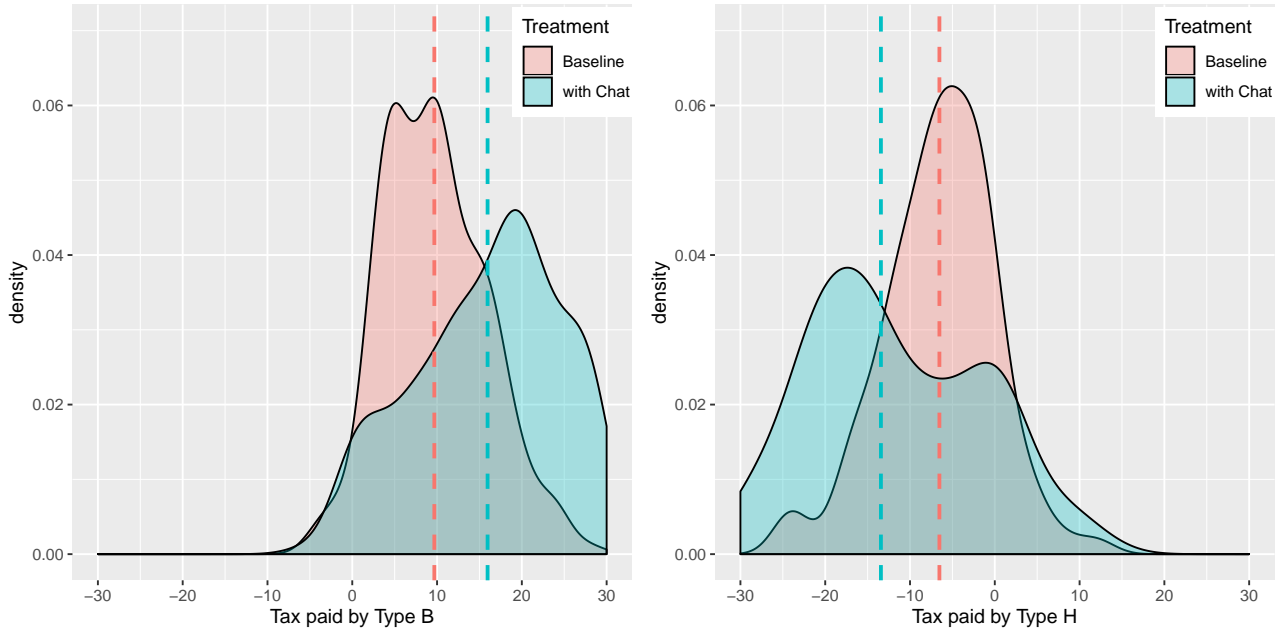 Treatment
Baseline
with Chat
0.06
0.04
0.02
0.00
density
−30
−20
−10
0
10
20
30
Tax paid by Type B
Treatment
Baseline
with Chat
0.06
0.04
0.02
0.00
density
−30
−20
−10
0
10
20
30
Tax paid by Type H